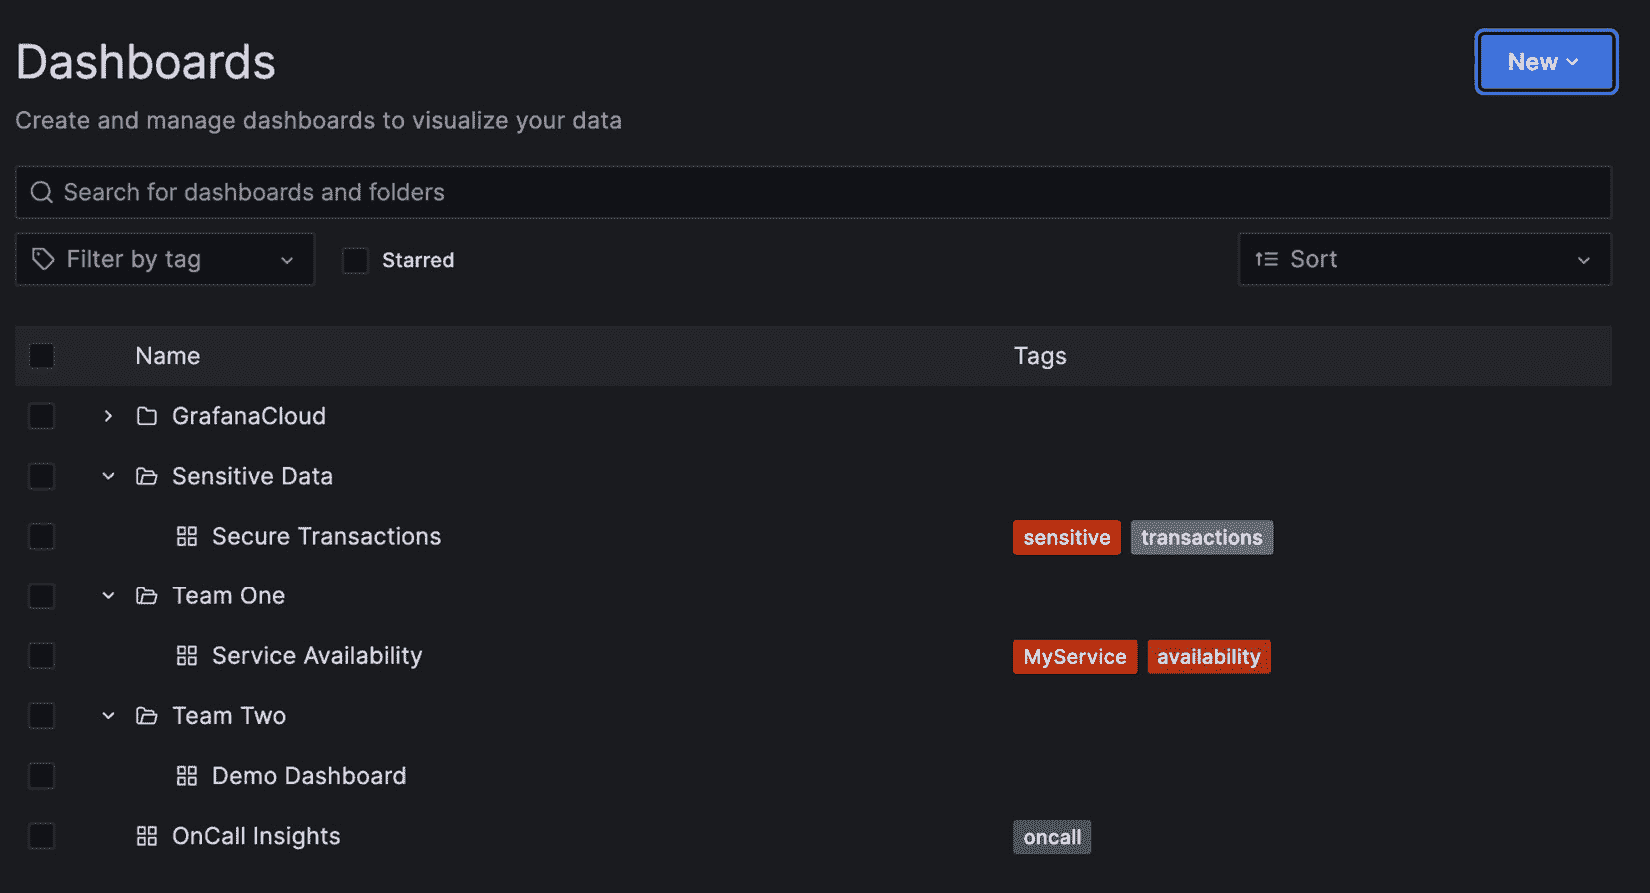 Dashboards
New
Create and manage dashboards to visualize your data
Search for dashboards and folders
Filter by tag Starred Sort
Name Tags
GrafanaCloud
Sensitive Data
Secure Transactions sensitive transactions
Team One
Service Availability MyService availability
Team Two
Demo Dashboard
OnCall Insights oncall